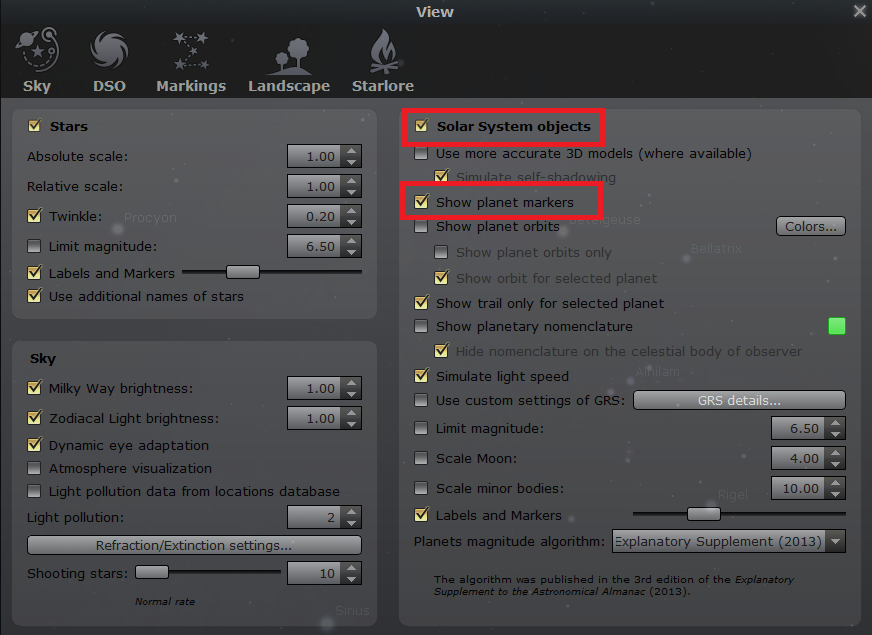 View
Sky DSO Markings Landscape Starlore
Stars
Absolute scale: 1.00
Relative scale: 1.00
Twinkle: 0.20
Procyon
Limit magnitude: 6.50
Labels and Markers
Use additional names of stars
Sky
Milky Way brightness: 1.00
Zodiacal Light brightness: 1.00
Dynamic eye adaptation
Atmosphere visualization
Light pollution data from locations database
Light pollution: 2
Refraction/Extinction settings...
Shooting stars: 10
Normal rate
Sirius
Solar System objects
Use more accurate 3D models (where available)
Simulate self-shadowing
Show planet markers
Show planet orbits
Colors...
Bellatrix
Show planet orbits only
Show orbit for selected planet
Show trail only for selected planet
Show planetary nomenclature
Hide nomenclature on the celestial body of observer
Alnilam
Simulate light speed
Use custom settings of GRS: GRS details...
Limit magnitude: 6.50
Scale Moon: 4.00
Scale minor bodies: 10.00
Rigel
Labels and Markers
Planets magnitude algorithm: Explanatory Supplement (2013)
The algorithm was published in the 3rd edition of the Explanatory
Supplement to the Astronomical Almanac (2013).